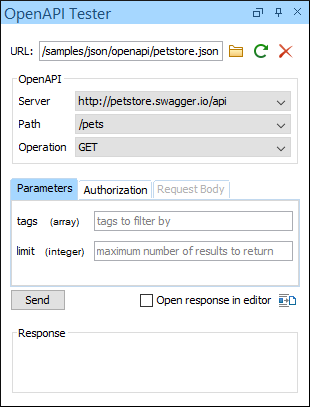 OpenAPI Tester
URL: /samples/json/openapi/petstore.json
OpenAPI
Server http://petstore.swagger.io/api
Path /pets
Operation GET
Parameters Authorization Request Body
tags (array) tags to filter by
limit (integer) maximum number of results to return
Send Open response in editor
Response